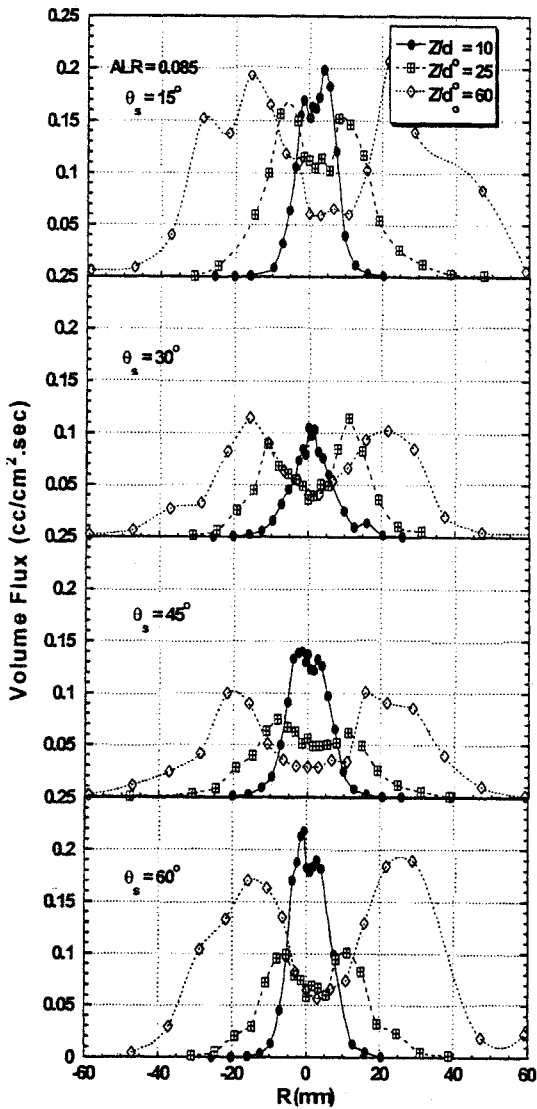 0.25
0.2
0.15
0.1
0.05
0.25
ALR = 0.085
θs = 15°
Z/d = 10
Z/do = 25
Z/do = 60
o
0.2
0.15
0.1
0.05
0.25
θs = 30°
0.2
0.15
0.1
0.05
0.25
θs = 45°
0.2
0.15
0.1
0.05
0
θs = 60°
Volume Flux (cc/cm².sec)
-60 -40 -20 0 20 40 60
R(mm)